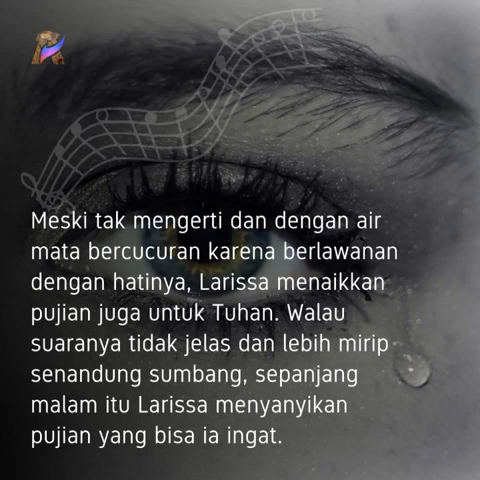 Meski tak mengerti dan dengan air
mata bercucuran karena berlawanan
dengan hatinya, Larissa menaikkan
pujian juga untuk Tuhan. Walau
suaranya tidak jelas dan lebih mirip
senandung sumbang, sepanjang
malam itu Larissa menyanyikan
pujian yang bisa ia ingat.